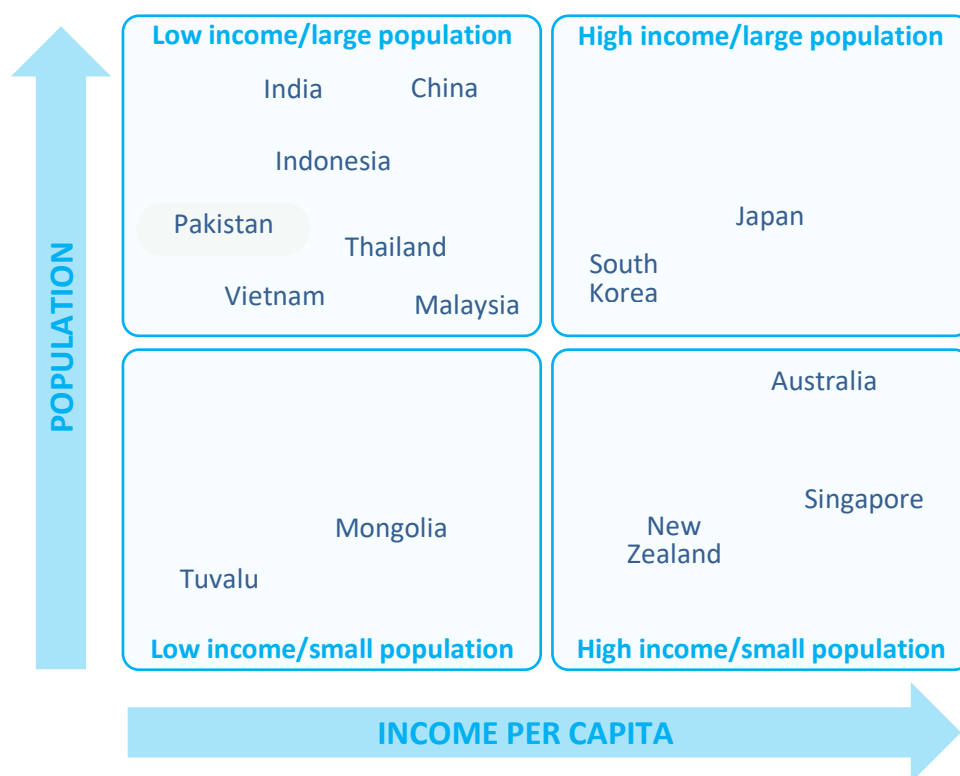 Low income/large population
India
China
Indonesia
Pakistan
Thailand
Vietnam
Malaysia
High income/large population
Japan
South
Korea
POPULATION
Mongolia
Tuvalu
Low income/small population
Australia
Singapore
New
Zealand
High income/small population
INCOME PER CAPITA